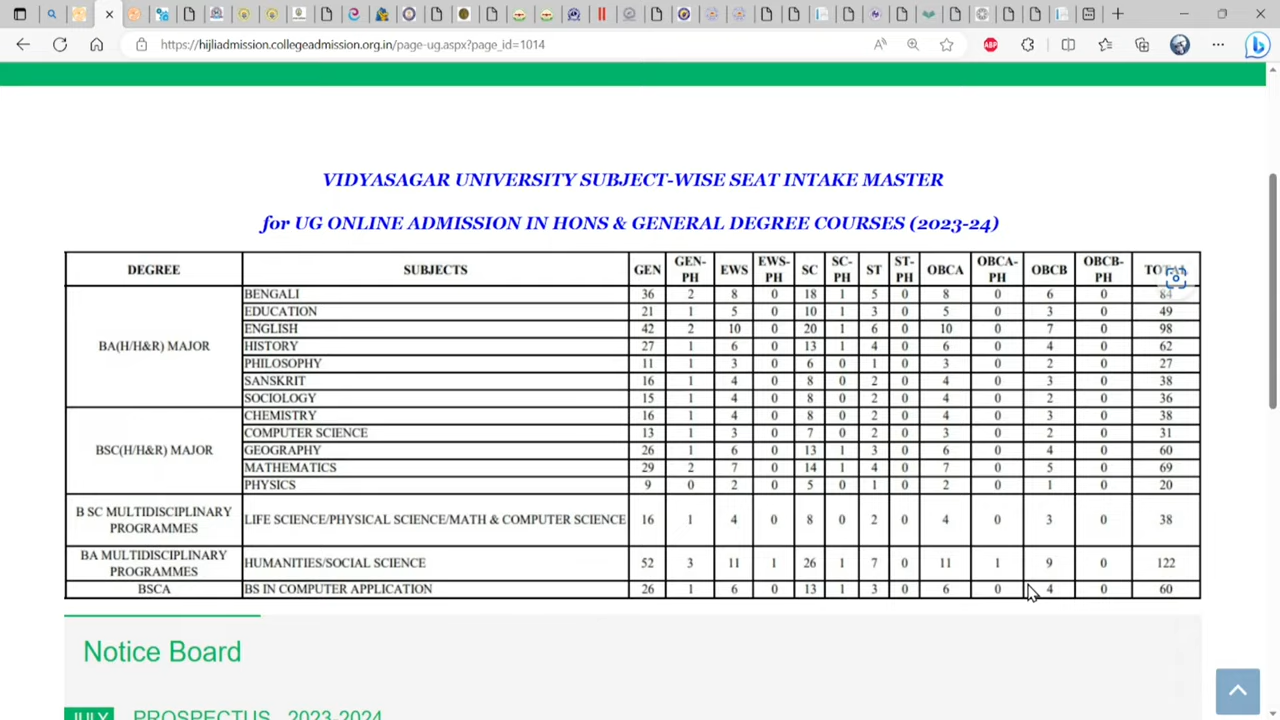 https://hijliadmission.collegeadmission.org.in/page-ug.aspx?page_id=1014
VIDYASAGAR UNIVERSITY SUBJECT-WISE SEAT INTAKE MASTER
for UG ONLINE ADMISSION IN HONS & GENERAL DEGREE COURSES (2023-24)
DEGREE SUBJECTS GEN GEN-PH EWS EWS-PH SC SC-PH ST ST-PH OBCA OBCA-PH OBCB OBCB-PH
BA(H/H&R) MAJOR
BENGALI 36 2 8 0 18 1 5 0 8 0 6 0 84
EDUCATION 21 1 5 0 10 1 3 0 5 0 3 0 49
ENGLISH 42 2 10 0 20 1 6 0 10 0 7 0 98
HISTORY 27 1 6 0 13 1 4 0 6 0 4 0 62
PHILOSOPHY 11 1 3 0 6 0 1 0 3 0 2 0 27
SANSKRIT 16 1 4 0 8 0 2 0 4 0 3 0 38
SOCIOLOGY 15 1 4 0 8 0 2 0 4 0 2 0 36
BSC(H/H&R) MAJOR
CHEMISTRY 16 1 4 0 8 0 2 0 4 0 3 0 38
COMPUTER SCIENCE 13 1 3 0 7 0 2 0 3 0 2 0 31
GEOGRAPHY 26 1 6 0 13 1 3 0 6 0 4 0 60
MATHEMATICS 29 2 7 0 14 1 4 0 7 0 5 0 69
PHYSICS 9 0 2 0 5 0 1 0 2 0 1 0 20
B SC MULTIDISCIPLINARY
PROGRAMMES
LIFE SCIENCE/PHYSICAL SCIENCE/MATH & COMPUTER SCIENCE 16 1 4 0 8 0 2 0 4 0 3 0 38
BA MULTIDISCIPLINARY
PROGRAMMES
HUMANITIES/SOCIAL SCIENCE 52 3 11 1 26 1 7 0 11 1 9 0 122
BSCA BS IN COMPUTER APPLICATION 26 1 6 0 13 1 3 0 6 0 4 0 60
Notice Board
JULY PROSPECTUS 2023-2024